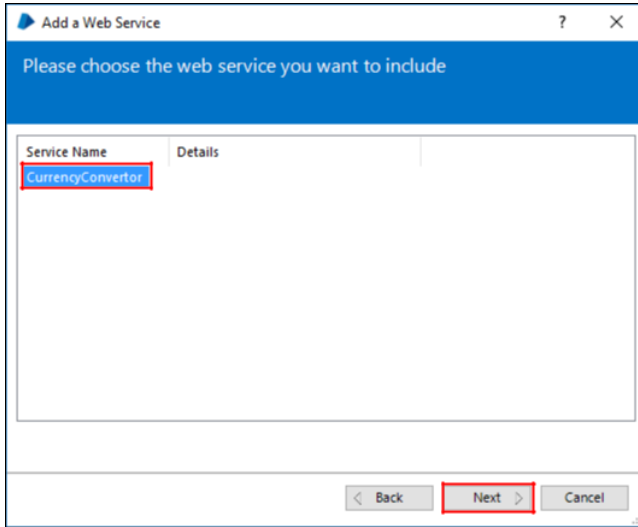 Add a Web Service
Please choose the web service you want to include
Service Name Details
CurrencyConvertor
Back Next Cancel